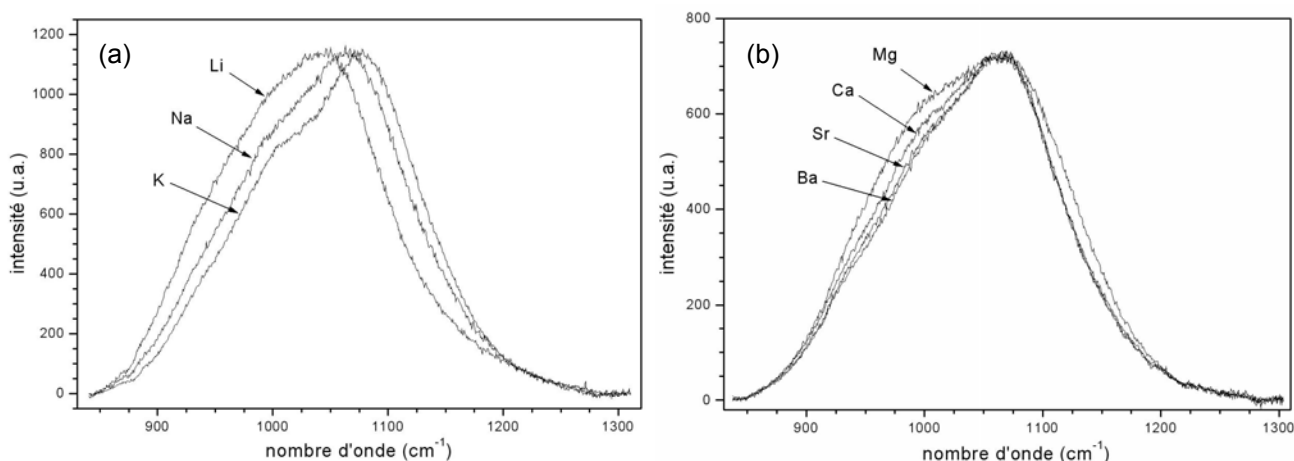 (a)
Li
Na
K
intensité (u.a.)
1200
1000
800
600
400
200
0
900
1000
1100
1200
1300
nombre d'onde (cm⁻¹)
(b)
Mg
Ca
Sr
Ba
intensité (u.a.)
800
600
400
200
0
900
1000
1100
1200
1300
nombre d'onde (cm⁻¹)